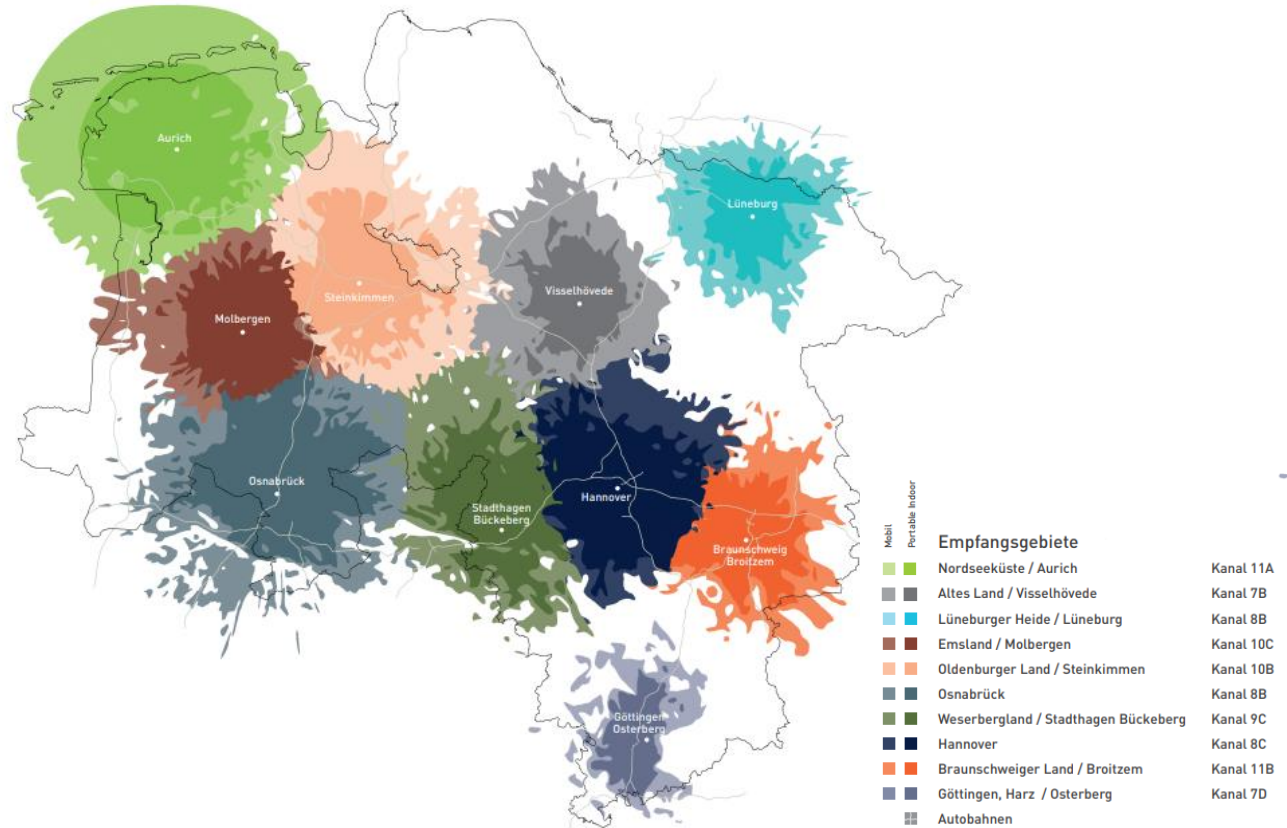 Aurich
Lüneburg
Steinkimmen
Visselhövede
Molbergen
Osnabrück
Hannover
Stadthagen
Bückeberg
Braunschweig
Broitzem
Göttingen
Osterberg
Mobil
Portable Indoor
Empfangsgebiete
Nordseeküste / Aurich Kanal 11A
Altes Land / Visselhövede Kanal 7B
Lüneburger Heide / Lüneburg Kanal 8B
Emsland / Molbergen Kanal 10C
Oldenburger Land / Steinkimmen Kanal 10B
Osnabrück Kanal 8B
Weserbergland / Stadthagen Bückeberg Kanal 9C
Hannover Kanal 8C
Braunschweiger Land / Broitzem Kanal 11B
Göttingen, Harz / Osterberg Kanal 7D
Autobahnen